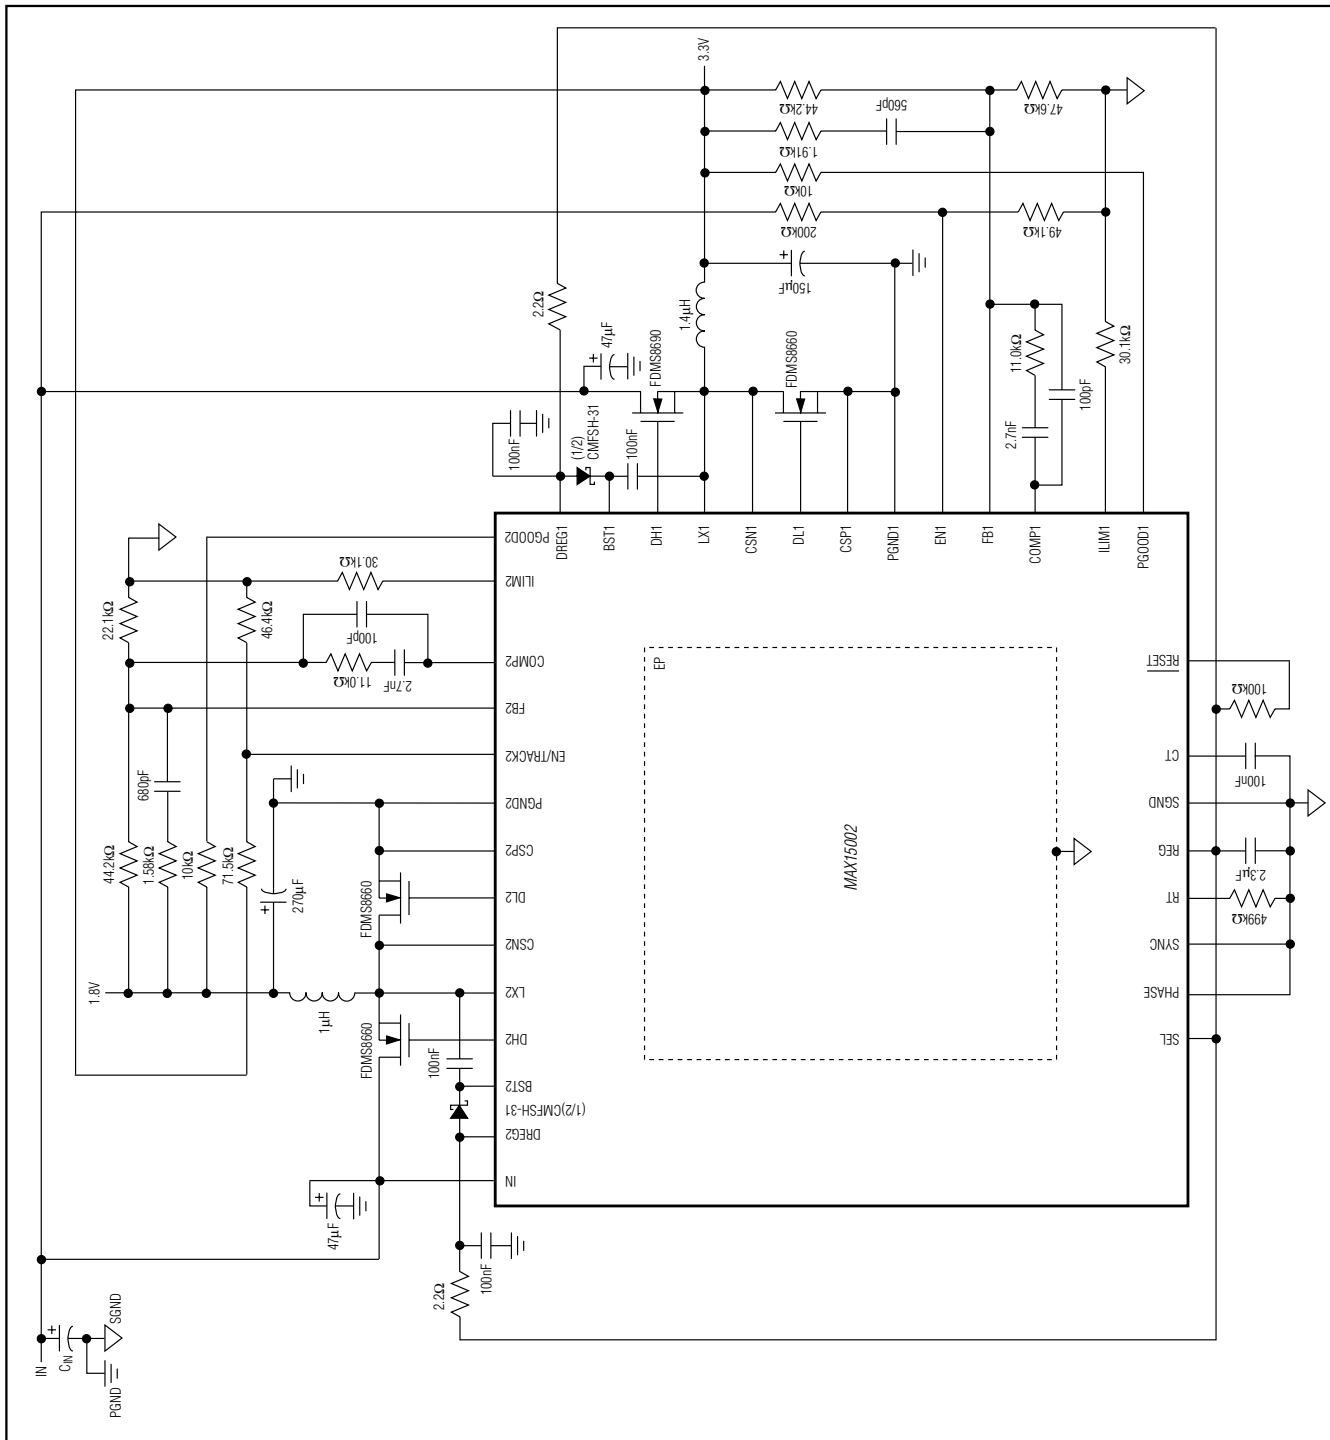 3.3V
44.2kΩ
560pF
47.6kΩ
1.91kΩ
10kΩ
200kΩ
49.1kΩ
150µF
2.2Ω
47µF
1.4µH
FDMS8690
FDMS8660
11.0kΩ
100pF
2.7nF
30.1kΩ
100nF
(1/2)
CMFSH-31
100nF
DREG1
BST1
DH1
LX1
CSN1
DL1
CSP1
PGND1
EN1
FB1
COMP1
ILIM1
PGOOD1
PGOOD2
ILIM2
COMP2
FB2
EN/TRACK2
PGND2
CSP2
DL2
CSN2
LX2
DH2
BST2
DREG2
IN
30.1kΩ
22.1kΩ
46.4kΩ
100pF
11.0kΩ
2.7nF
680pF
44.2kΩ
1.58kΩ
10kΩ
71.5kΩ
270µF
FDMS8660
1.8V
1µH
FDMS8660
100nF
(1/2)CMFSH-31
47µF
2.2Ω
100nF
EP
MAX15002
RESET
CT
SGND
REG
RT
SYNC
PHASE
SEL
100kΩ
100nF
2.3µF
499kΩ
IN
CIN
SGND
PGND